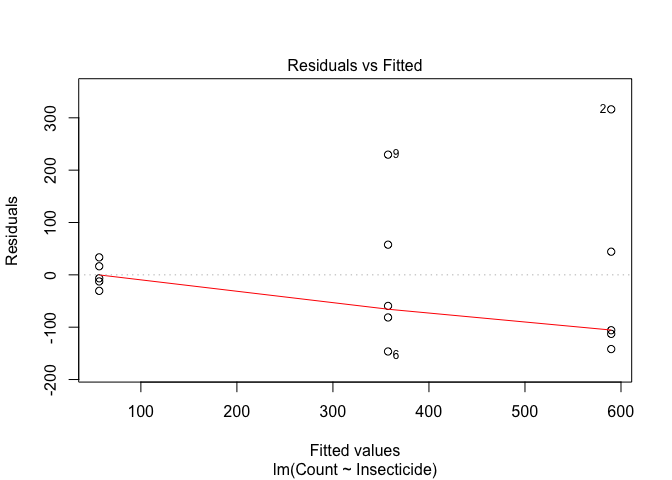 Residuals vs Fitted
Residuals
300
200
100
0
-100
-200
2
9
6
100 200 300 400 500 600
Fitted values
lm(Count ~ Insecticide)